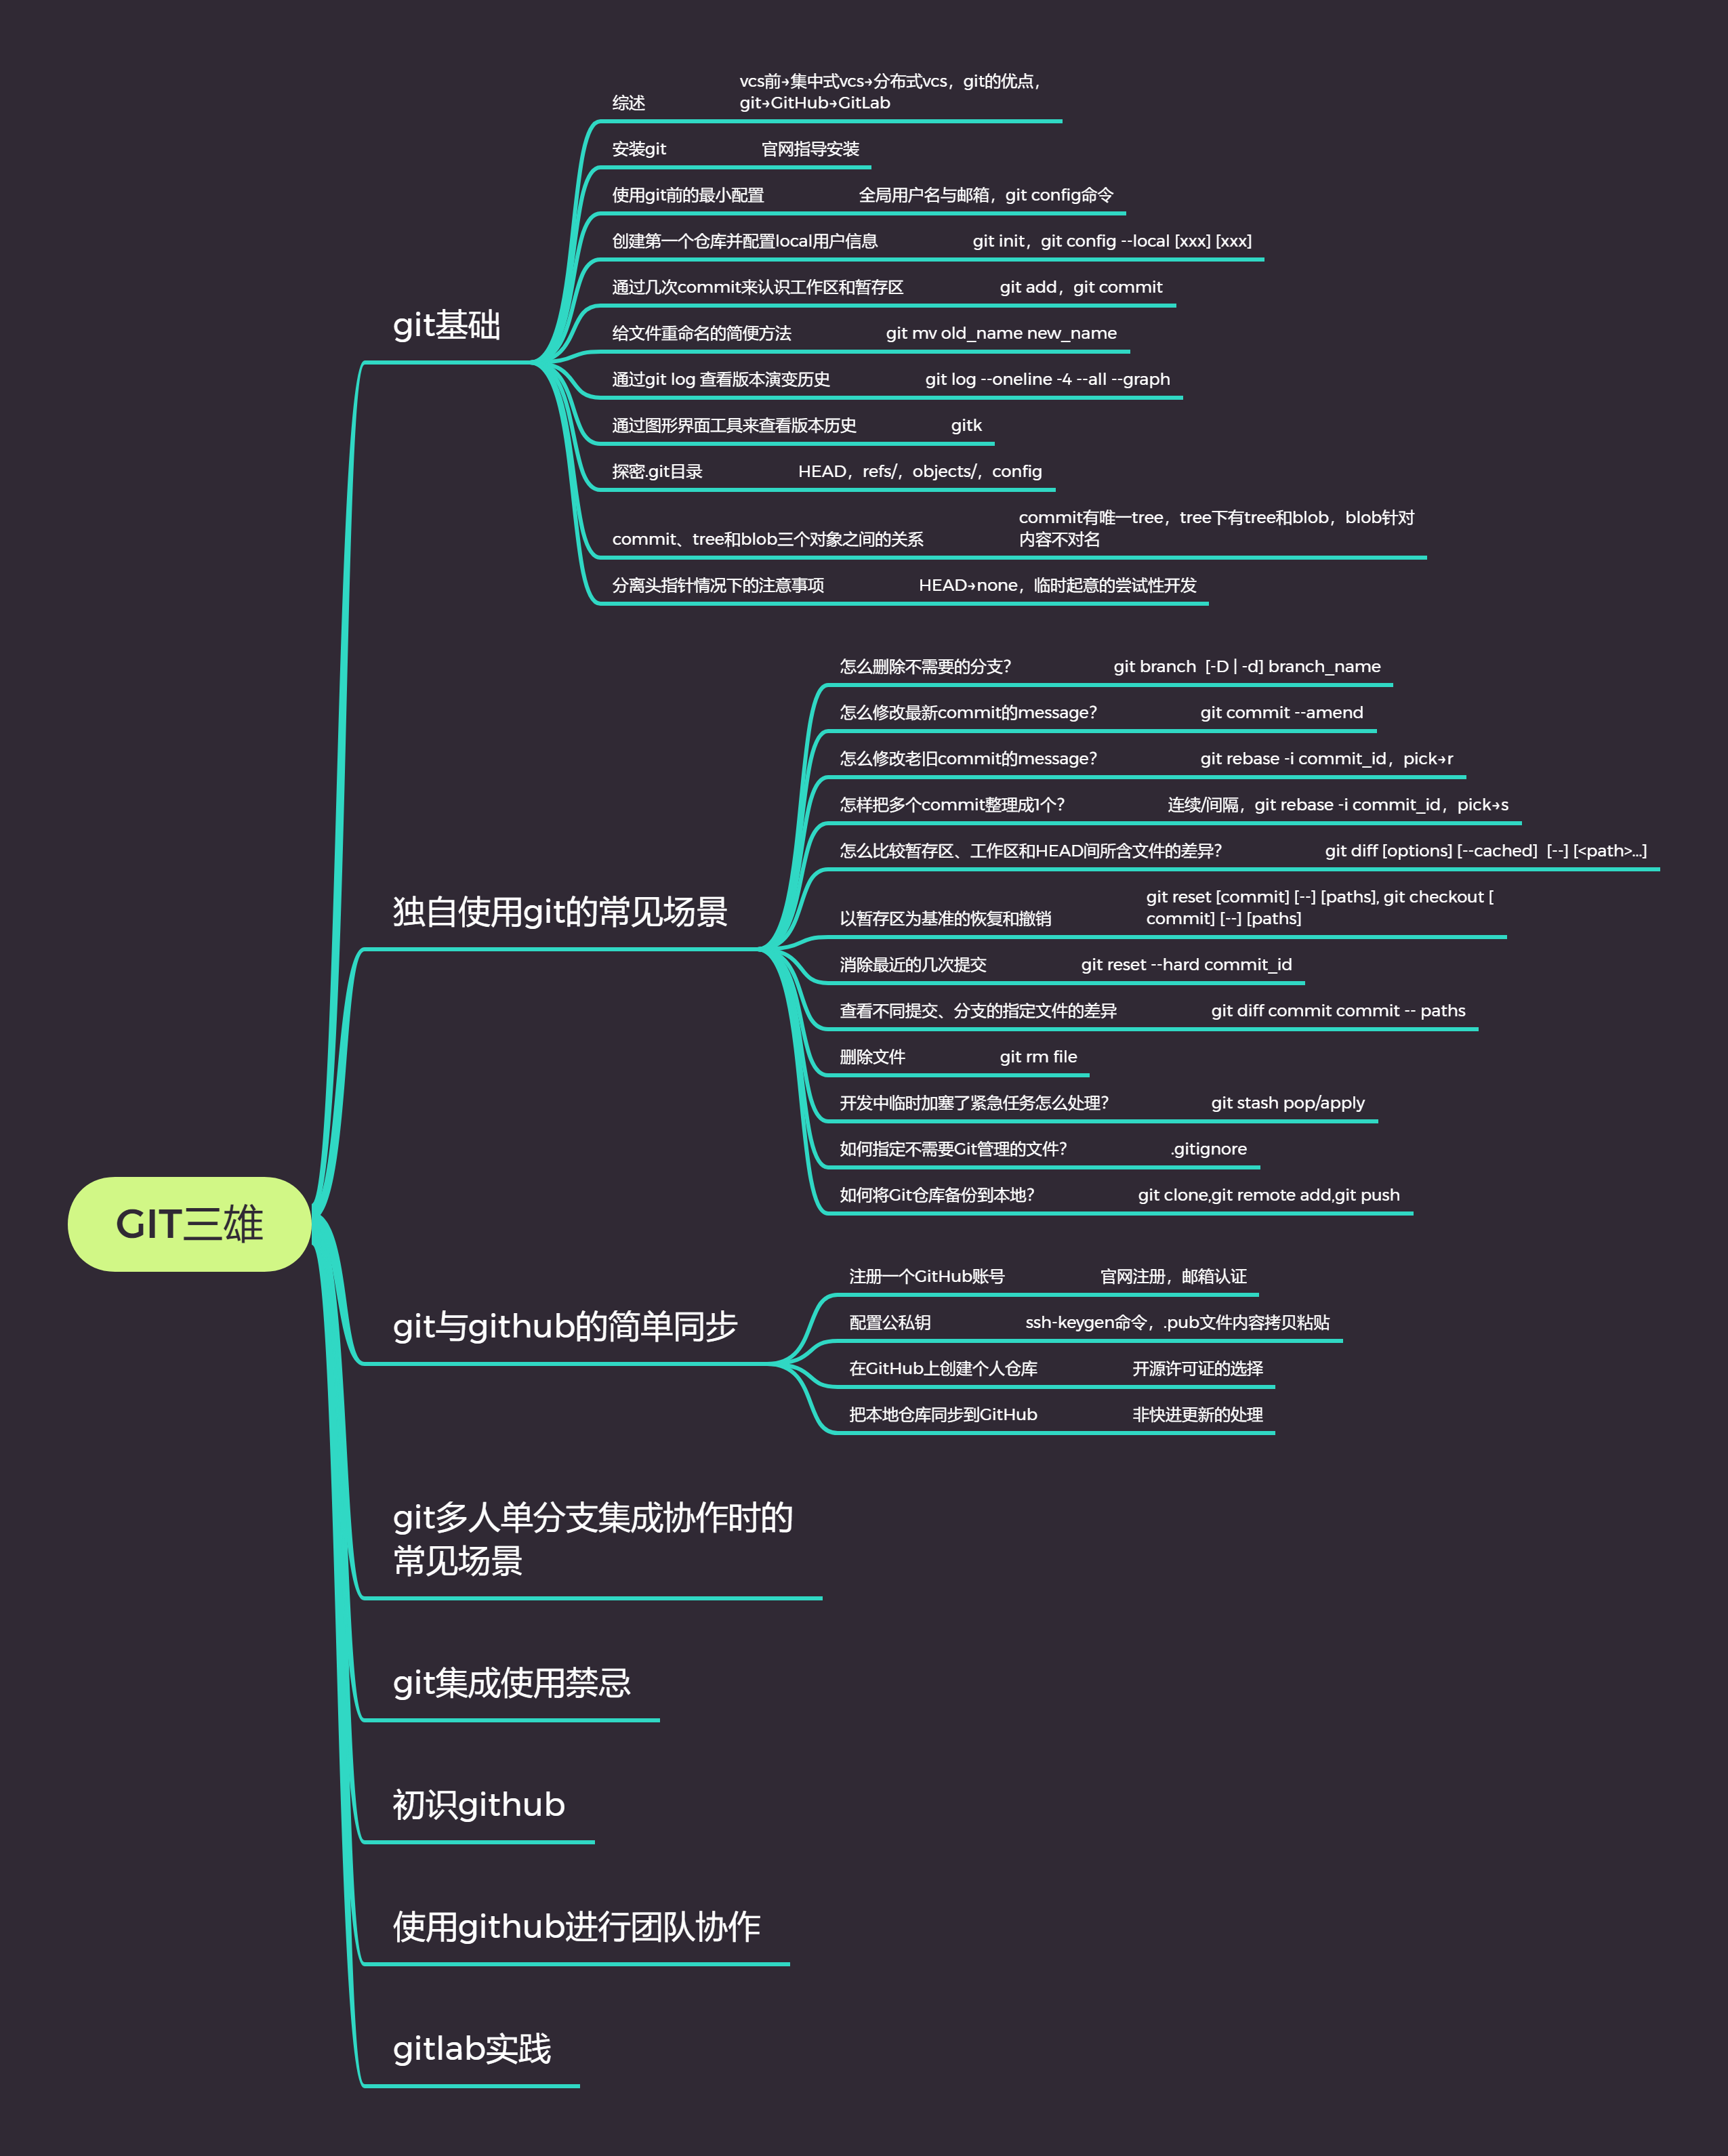 vcs前→集中式vcs→分布式vcs，git的优点，
综述 git→GitHub→GitLab
安装git 官网指导安装
使用git前的最小配置 全局用户名与邮箱，git config命令
创建第一个仓库并配置local用户信息 git init，git config --local [xxx] [xxx]
通过几次commit来认识工作区和暂存区 git add，git commit
git基础
给文件重命名的简便方法 git mv old_name new_name
通过git log 查看版本演变历史 git log --oneline -4 --all --graph
通过图形界面工具来查看版本历史 gitk
探密.git目录 HEAD，refs/，objects/，config
commit有唯一tree，tree下有tree和blob，blob针对
commit、tree和blob三个对象之间的关系 内容不对名
分离头指针情况下的注意事项 HEAD→none，临时起意的尝试性开发
怎么删除不需要的分支？ git branch  [-D | -d] branch_name
怎么修改最新commit的message？ git commit --amend
怎么修改老旧commit的message？ git rebase -i commit_id，pick→r
怎样把多个commit整理成1个？ 连续/间隔，git rebase -i commit_id，pick→s
怎么比较暂存区、工作区和HEAD间所含文件的差异？ git diff [options] [--cached]  [--] [<path>...]
独自使用git的常见场景
git reset [commit] [--] [paths], git checkout [
以暂存区为基准的恢复和撤销 commit] [--] [paths]
消除最近的几次提交 git reset --hard commit_id
查看不同提交、分支的指定文件的差异 git diff commit commit -- paths
删除文件 git rm file
开发中临时加塞了紧急任务怎么处理？ git stash pop/apply
如何指定不需要Git管理的文件？ .gitignore
如何将Git仓库备份到本地？ git clone,git remote add,git push
GIT三雄
注册一个GitHub账号 官网注册，邮箱认证
配置公私钥 ssh-keygen命令，.pub文件内容拷贝粘贴
git与github的简单同步
在GitHub上创建个人仓库 开源许可证的选择
把本地仓库同步到GitHub 非快进更新的处理
git多人单分支集成协作时的
常见场景
git集成使用禁忌
初识github
使用github进行团队协作
gitlab实践